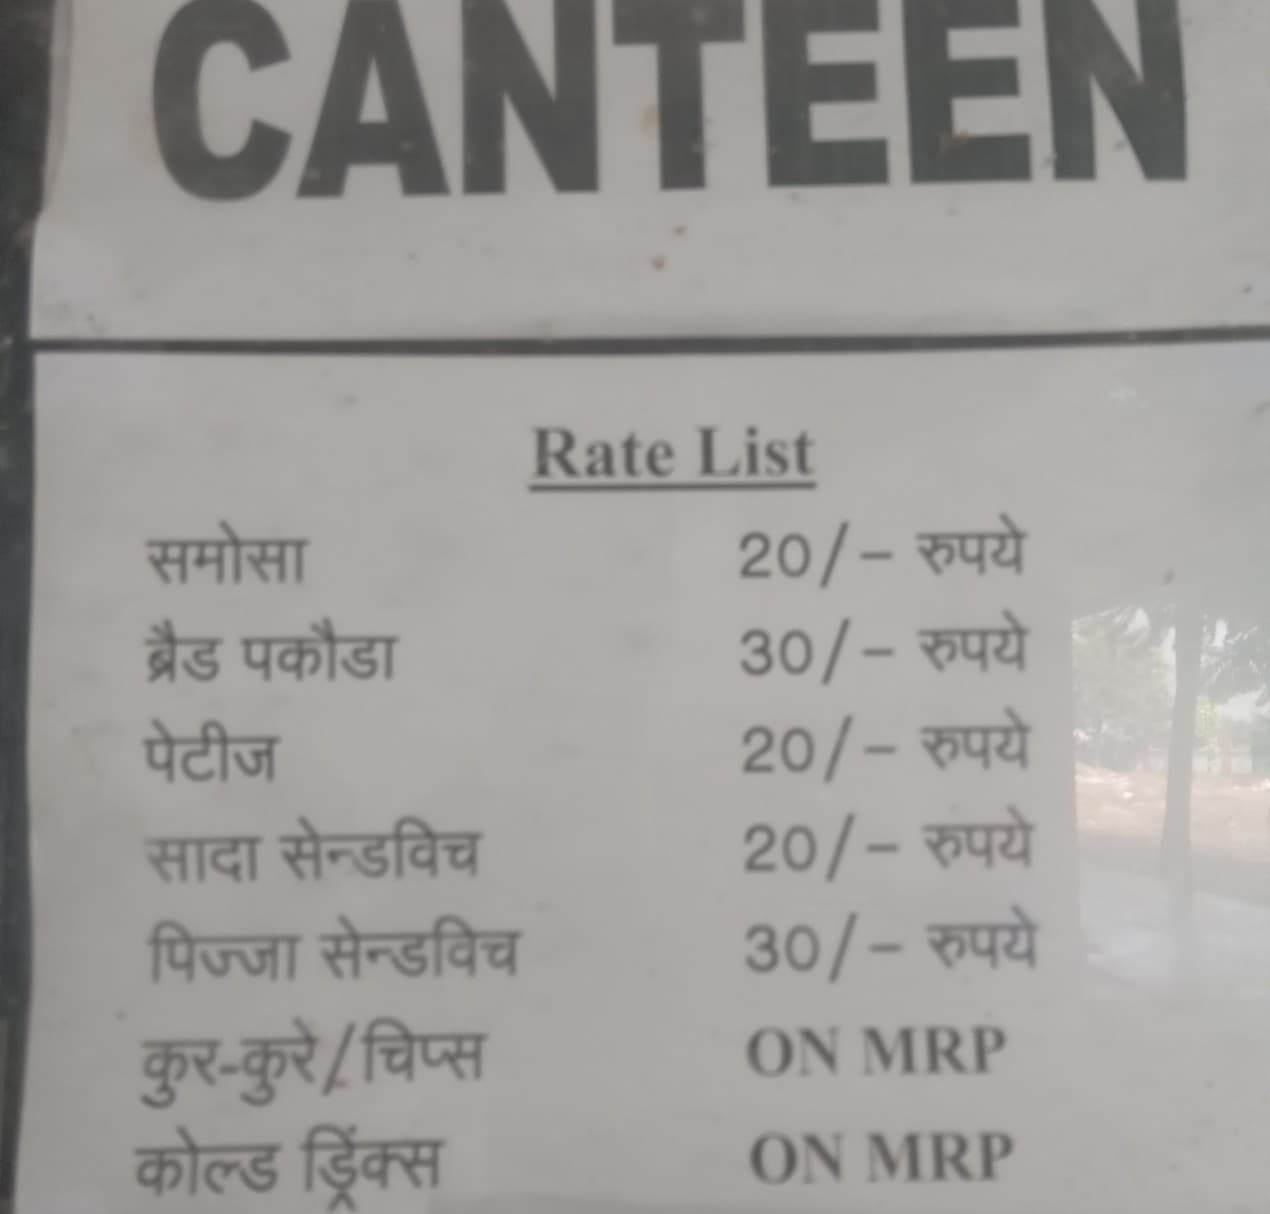 CANTEEN
Rate List
समोसा 20/- रुपये
ब्रैड पकौडा 30/- रुपये
पेटीज 20/- रुपये
सादा सेन्डविच 20/- रुपये
पिज्जा सेन्डविच 30/- रुपये
कुर-कुरे/चिप्स ON MRP
कोल्ड ड्रिंक्स ON MRP